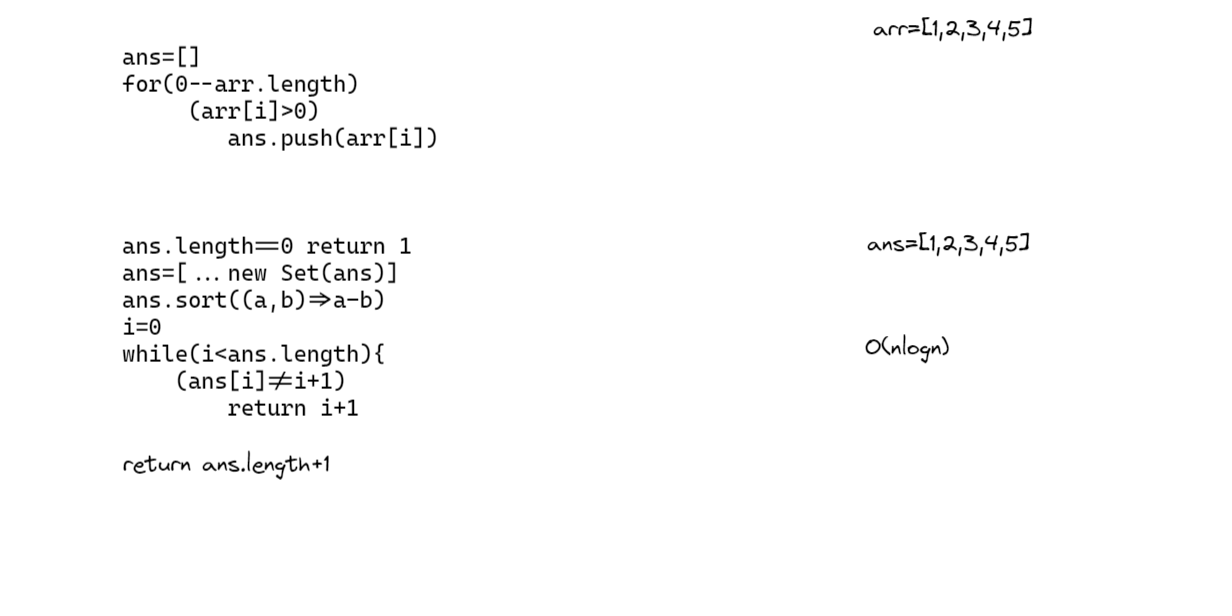 arr=[1,2,3,4,5]
ans=[]
for(0--arr.length)
(arr[i]>0)
ans.push(arr[i])
ans.length==0 return 1
ans=[1,2,3,4,5]
ans=[...new Set(ans)]
ans.sort((a,b)=>a-b)
i=0
while(i<ans.length){
O(nlogn)
(ans[i]!=i+1)
return i+1
return ans.length+1